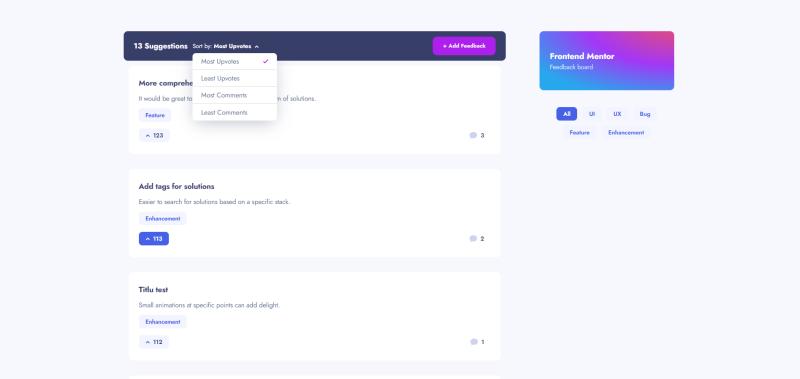 13 Suggestions Sort by: Most Upvotes
+ Add Feedback
Most Upvotes
Least Upvotes
Most Comments
Least Comments
More comprehe
It would be great to
m of solutions.
Feature
123
3
Add tags for solutions
Easier to search for solutions based on a specific stack.
Enhancement
113
2
Titlu test
Small animations at specific points can add delight.
Enhancement
112
1
Frontend Mentor
Feedback board
All UI UX Bug
Feature Enhancement